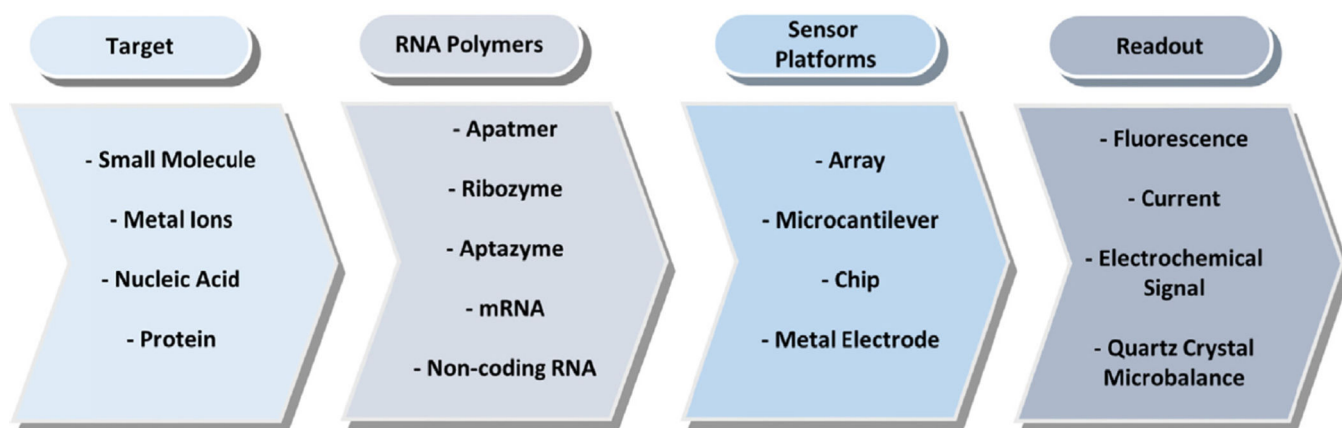 Target
- Small Molecule
- Metal Ions
- Nucleic Acid
- Protein
RNA Polymers
- Apatmer
- Ribozyme
- Aptazyme
- mRNA
- Non-coding RNA
Sensor
Platforms
- Array
- Microcantilever
- Chip
- Metal Electrode
Readout
- Fluorescence
- Current
- Electrochemical
Signal
- Quartz Crystal
Microbalance